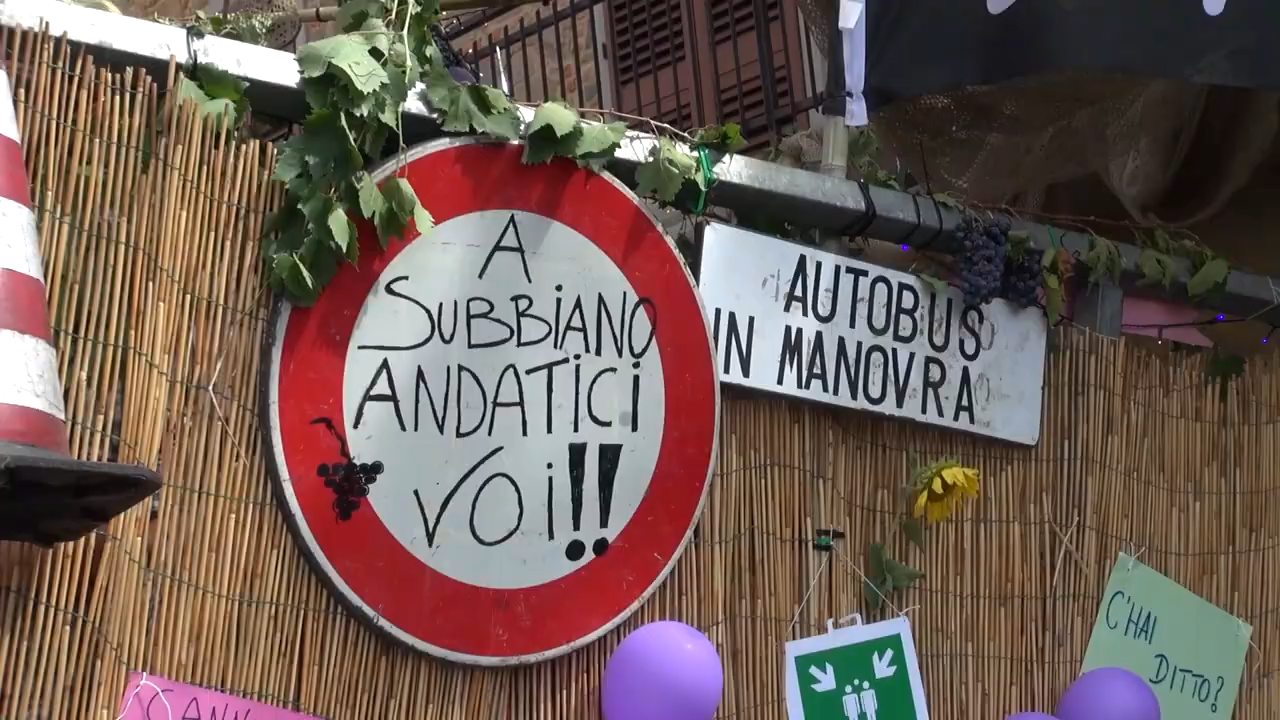 A
SUBBiANO
ANDATiCi
VOi!!
AUTOBUS
IN MANOVRA
C'HAI
DITTO?